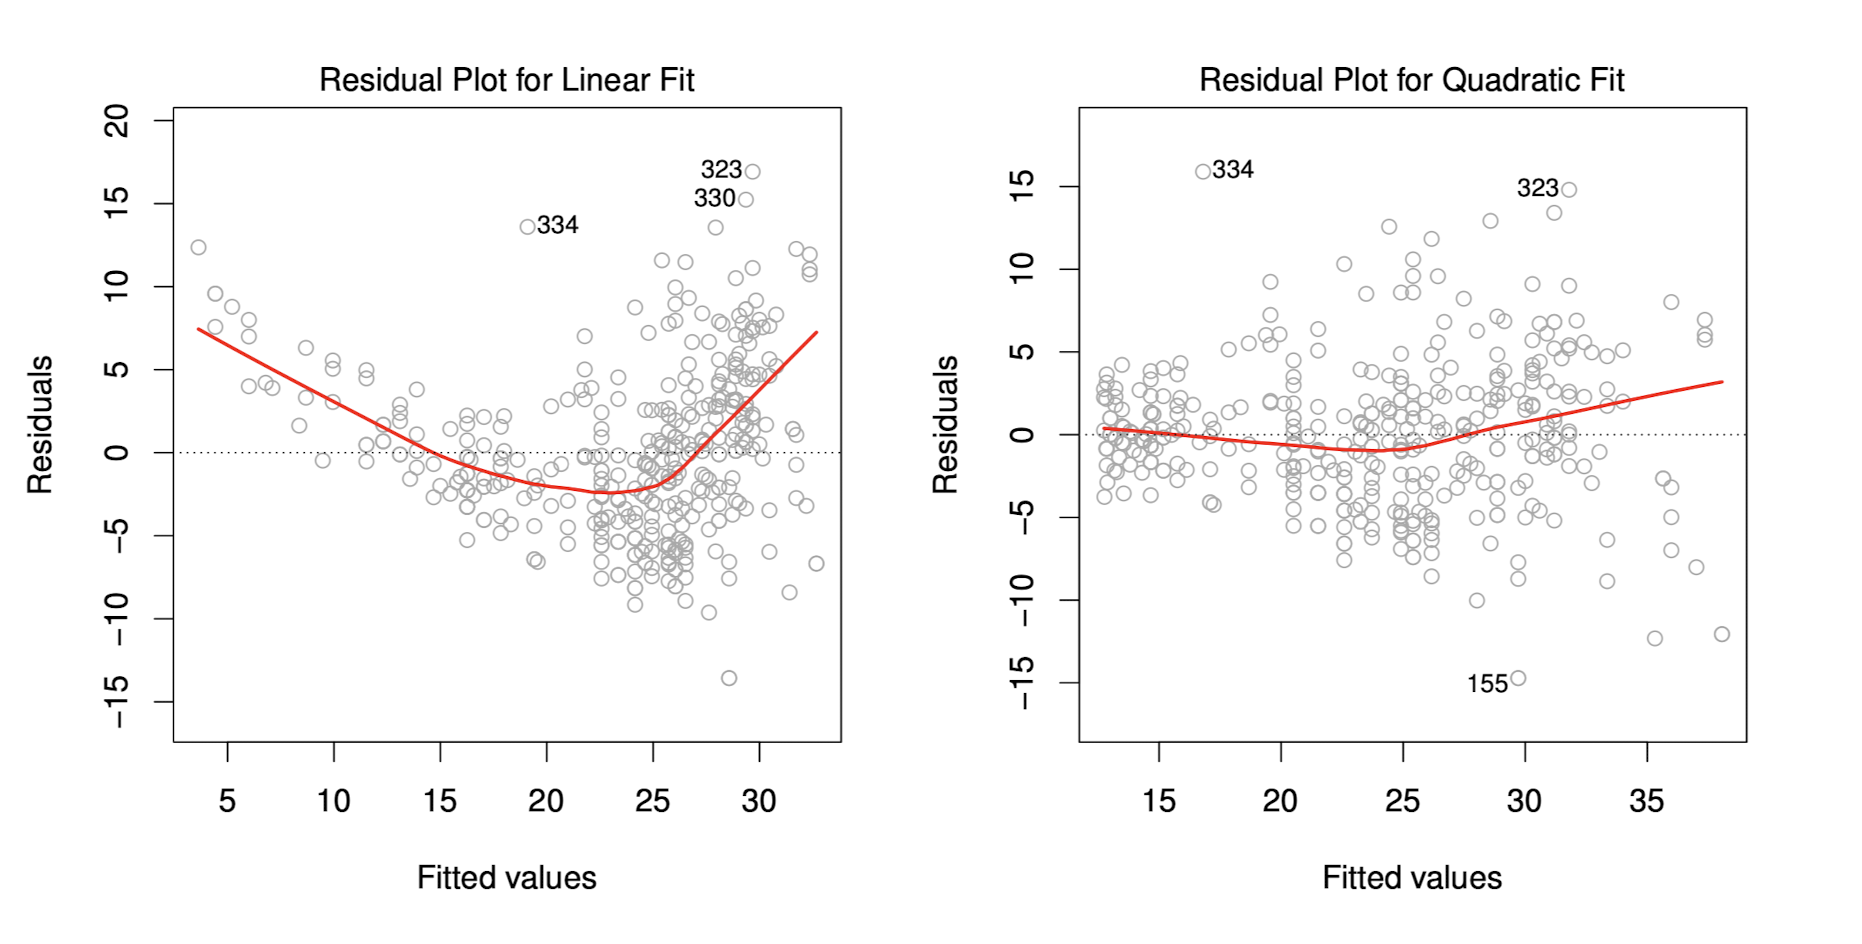 Residual Plot for Linear Fit
Residuals
20
15
10
5
0
−5
−10
−15
323
330
334
5 10 15 20 25 30
Fitted values
Residual Plot for Quadratic Fit
Residuals
15
10
5
0
−5
−10
−15
334
323
155
15 20 25 30 35
Fitted values